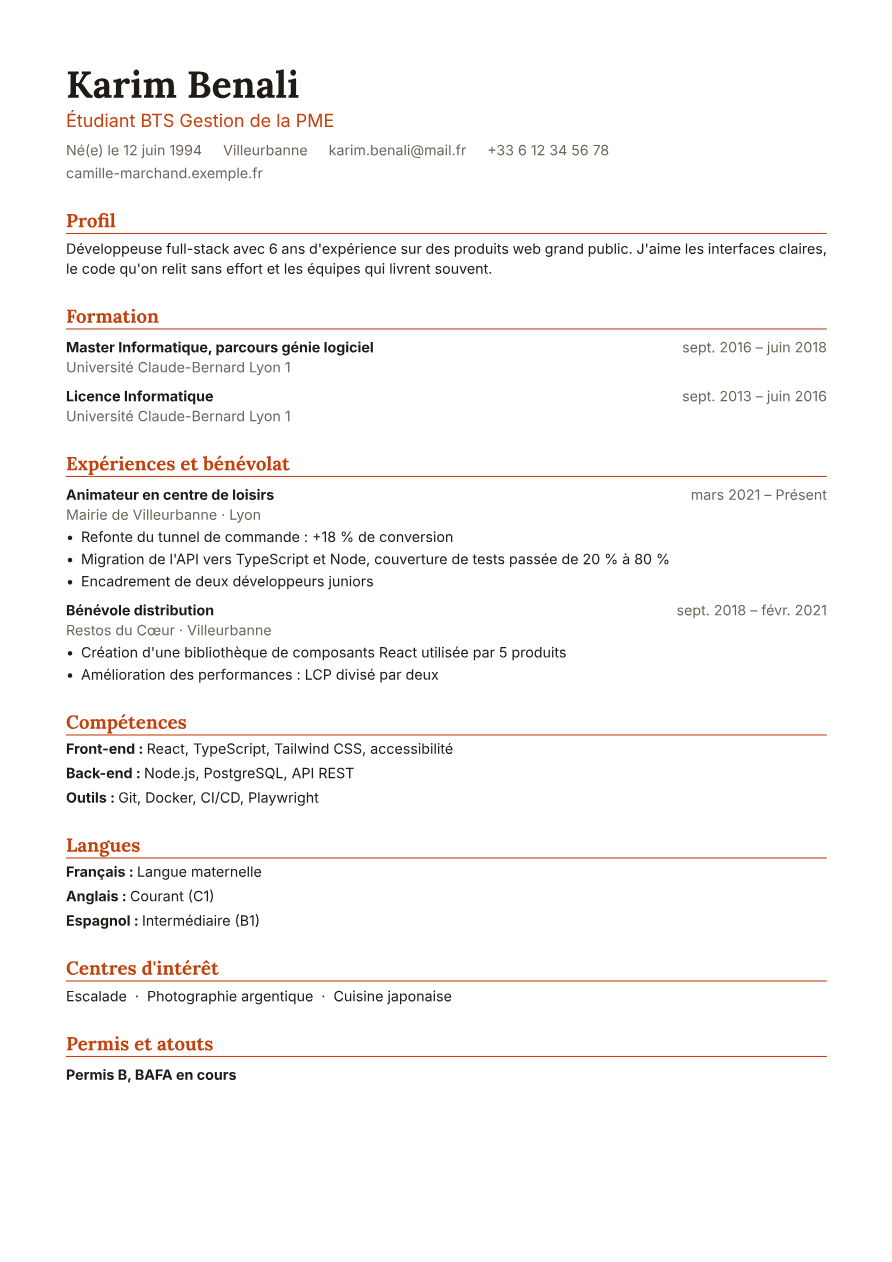 Karim Benali
Étudiant BTS Gestion de la PME
Né(e) le 12 juin 1994 Villeurbanne karim.benali@mail.fr +33 6 12 34 56 78
camille-marchand.exemple.fr
Profil
Développeuse full-stack avec 6 ans d'expérience sur des produits web grand public. J'aime les interfaces claires,
le code qu'on relit sans effort et les équipes qui livrent souvent.
Formation
Master Informatique, parcours génie logiciel sept. 2016 – juin 2018
Université Claude-Bernard Lyon 1
Licence Informatique sept. 2013 – juin 2016
Université Claude-Bernard Lyon 1
Expériences et bénévolat
Animateur en centre de loisirs mars 2021 – Présent
Mairie de Villeurbanne · Lyon
• Refonte du tunnel de commande : +18 % de conversion
• Migration de l'API vers TypeScript et Node, couverture de tests passée de 20 % à 80 %
• Encadrement de deux développeurs juniors
Bénévole distribution sept. 2018 – févr. 2021
Restos du Cœur · Villeurbanne
• Création d'une bibliothèque de composants React utilisée par 5 produits
• Amélioration des performances : LCP divisé par deux
Compétences
Front-end : React, TypeScript, Tailwind CSS, accessibilité
Back-end : Node.js, PostgreSQL, API REST
Outils : Git, Docker, CI/CD, Playwright
Langues
Français : Langue maternelle
Anglais : Courant (C1)
Espagnol : Intermédiaire (B1)
Centres d'intérêt
Escalade · Photographie argentique · Cuisine japonaise
Permis et atouts
Permis B, BAFA en cours